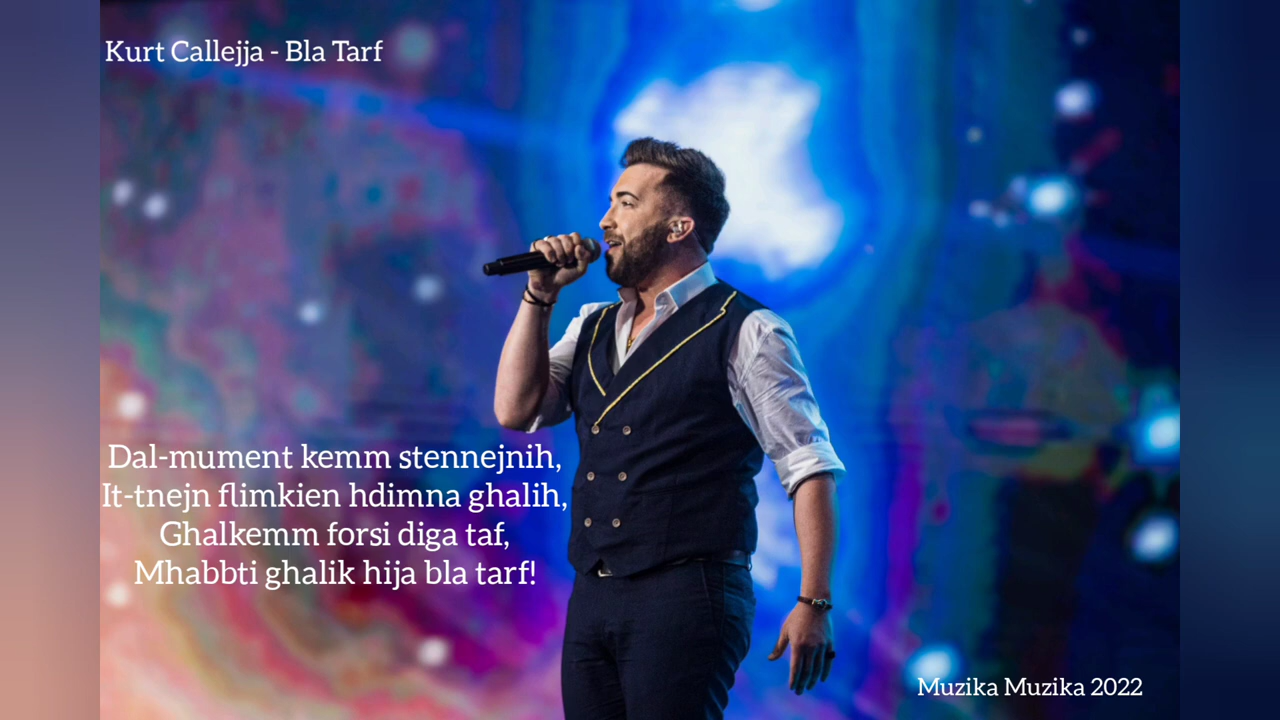 Kurt Callejja - Bla Tarf
Dal-mument kemm stennejnih,
It-tnejn flimkien hdimna ghalih,
Ghalkemm forsi diga taf,
Mhabbti ghalik hija bla tarf!
Muzika Muzika 2022